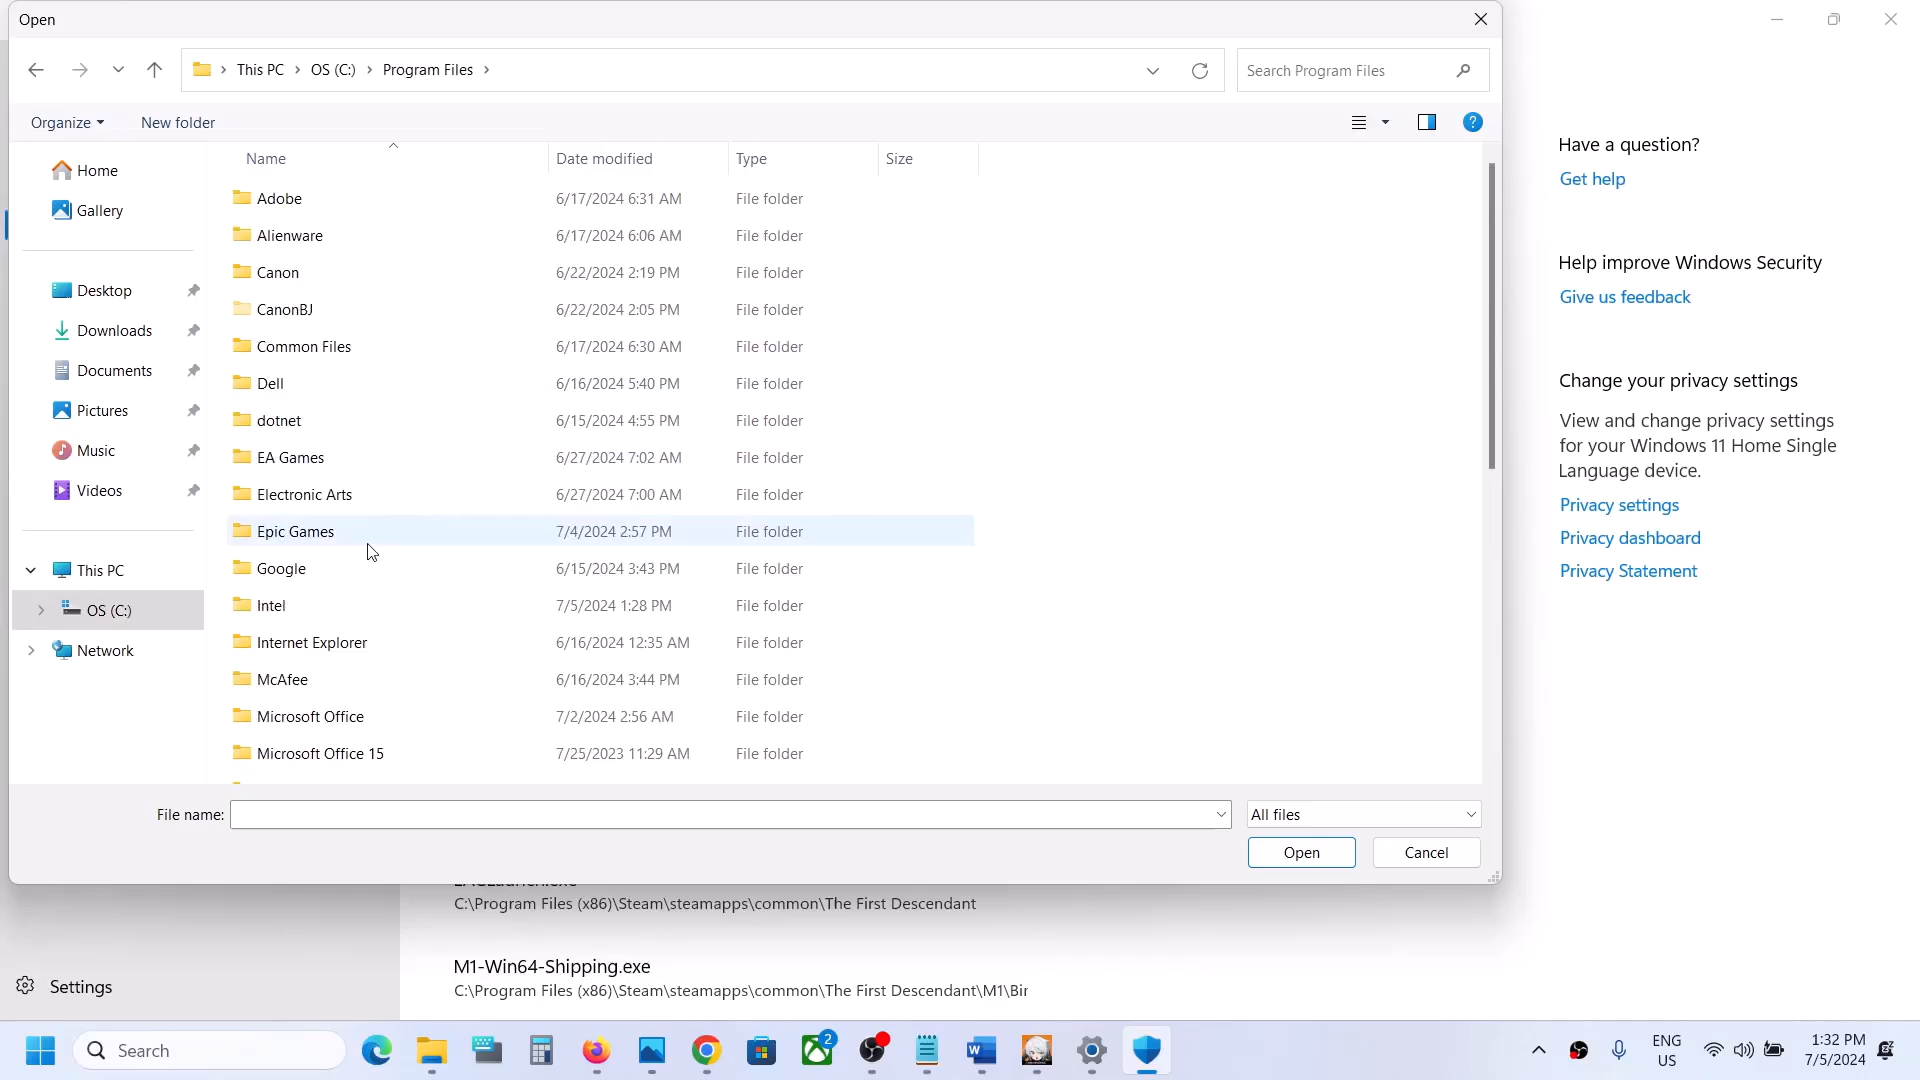 Open
This PC > OS (C:) > Program Files >
Search Program Files
Organize
New folder
Home
Gallery
Desktop
Downloads
Documents
Pictures
Music
Videos
This PC
OS (C:)
Network
Name Date modified Type Size
Adobe 6/17/2024 6:31 AM File folder
Alienware 6/17/2024 6:06 AM File folder
Canon 6/22/2024 2:19 PM File folder
CanonBJ 6/22/2024 2:05 PM File folder
Common Files 6/17/2024 6:30 AM File folder
Dell 6/16/2024 5:40 PM File folder
dotnet 6/15/2024 4:55 PM File folder
EA Games 6/27/2024 7:02 AM File folder
Electronic Arts 6/27/2024 7:00 AM File folder
Epic Games 7/4/2024 2:57 PM File folder
Google 6/15/2024 3:43 PM File folder
Intel 7/5/2024 1:28 PM File folder
Internet Explorer 6/16/2024 12:35 AM File folder
McAfee 6/16/2024 3:44 PM File folder
Microsoft Office 7/2/2024 2:56 AM File folder
Microsoft Office 15 7/25/2023 11:29 AM File folder
File name:
All files
Open
Cancel
Have a question?
Get help
Help improve Windows Security
Give us feedback
Change your privacy settings
View and change privacy settings
for your Windows 11 Home Single
Language device.
Privacy settings
Privacy dashboard
Privacy Statement
C:\Program Files (x86)\Steam\steamapps\common\The First Descendant
M1-Win64-Shipping.exe
C:\Program Files (x86)\Steam\steamapps\common\The First Descendant\M1\Bir
Settings
Search
2
ENG
US
1:32 PM
7/5/2024